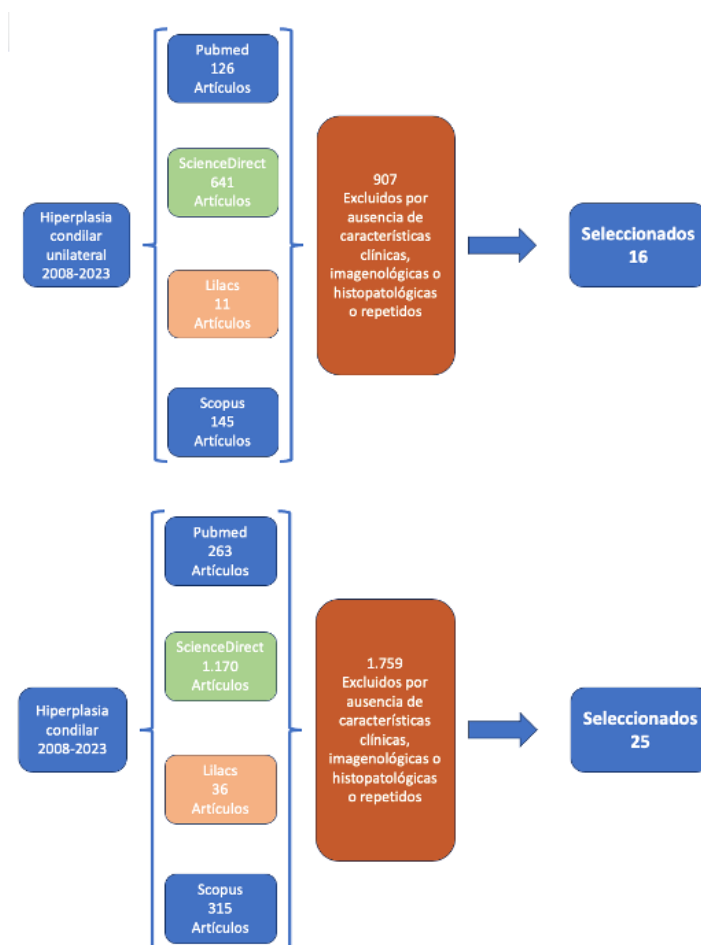 Pubmed
126
Artículos
ScienceDirect
641
Artículos
Lilacs
11
Artículos
Scopus
145
Artículos
Hiperplasia
condilar
unilateral
2008-2023
907
Excluidos por
ausencia de
características
clínicas,
imagenológicas o
histopatológicas
o repetidos
Seleccionados
16
Pubmed
263
Artículos
ScienceDirect
1.170
Artículos
Lilacs
36
Artículos
Scopus
315
Artículos
Hiperplasia
condilar
2008-2023
1.759
Excluidos por
ausencia de
características
clínicas,
imagenológicas o
histopatológicas
o repetidos
Seleccionados
25